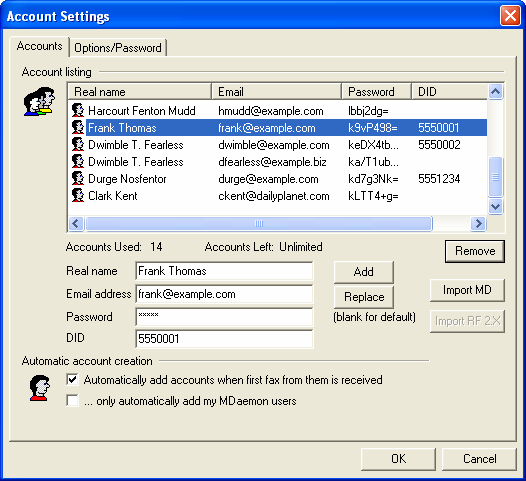 Account Settings
Accounts Options/Password
Account listing
Real name Email Password DID
Harcourt Fenton Mudd hmudd@example.com lbbj2dg=
Frank Thomas frank@example.com k9vP498= 5550001
Dwimble T. Fearless dwimble@example.com keDX4tb... 5550002
Dwimble T. Fearless dfearless@example.biz ka/T1ub...
Durge Nosfentor durge@example.com kd7g3Nk= 5551234
Clark Kent ckent@dailyplanet.com kLTT4+g=
Accounts Used: 14 Accounts Left: Unlimited
Remove
Real name Frank Thomas Add
Email address frank@example.com Replace Import MD
Password ***** (blank for default) Import RF 2.X
DID 5550001
Automatic account creation
Automatically add accounts when first fax from them is received
... only automatically add my MDaemon users
OK Cancel